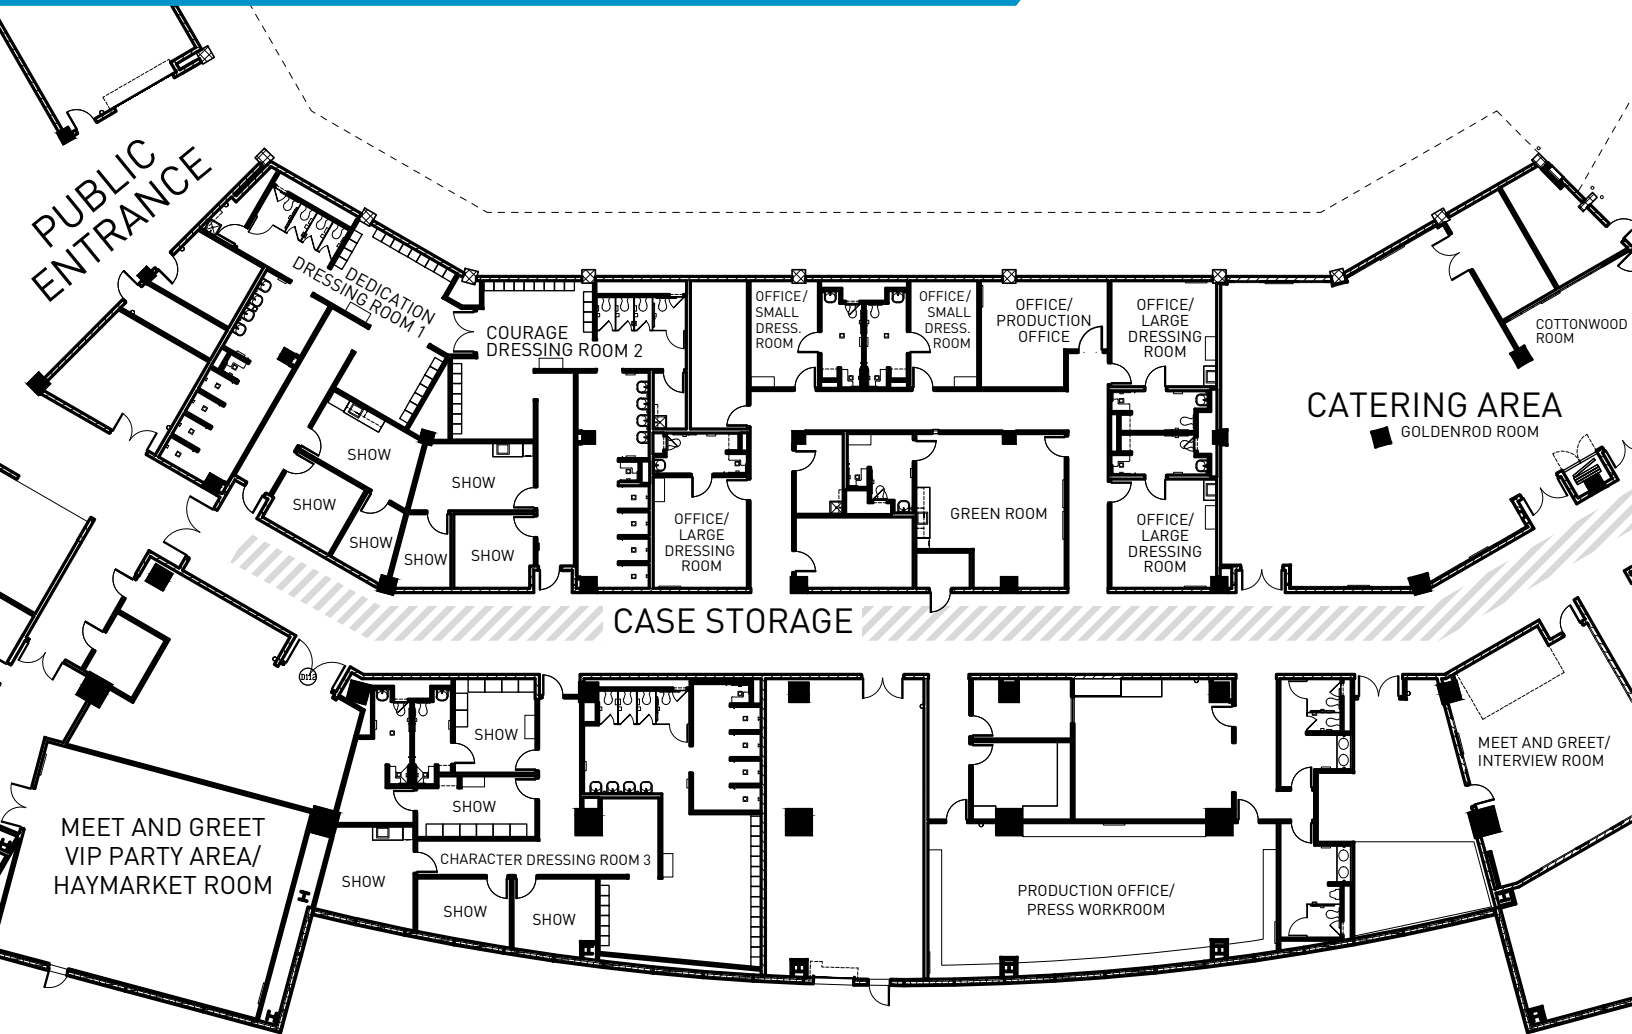 PUBLIC
ENTRANCE
DEDICATION
DRESSING ROOM 1
COURAGE
DRESSING ROOM 2
OFFICE/
SMALL
DRESS.
ROOM
OFFICE/
SMALL
DRESS.
ROOM
OFFICE/
PRODUCTION
OFFICE
OFFICE/
LARGE
DRESSING
ROOM
COTTONWOOD
ROOM
CATERING AREA
GOLDENROD ROOM
SHOW
SHOW
SHOW
SHOW
SHOW
SHOW
OFFICE/
LARGE
DRESSING
ROOM
GREEN ROOM
OFFICE/
LARGE
DRESSING
ROOM
CASE STORAGE
D112
SHOW
SHOW
MEET AND GREET/
INTERVIEW ROOM
MEET AND GREET
VIP PARTY AREA/
HAYMARKET ROOM
CHARACTER DRESSING ROOM 3
SHOW
SHOW
SHOW
PRODUCTION OFFICE/
PRESS WORKROOM